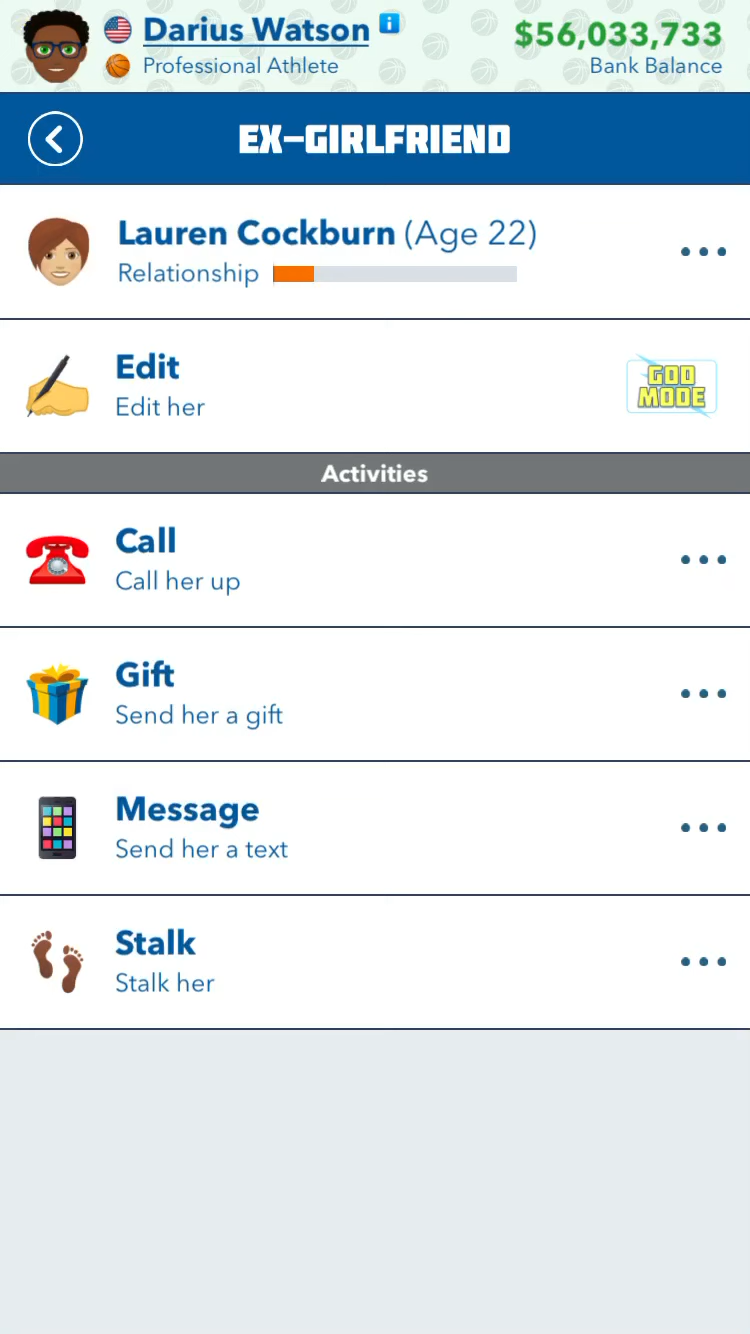 Darius Watson
$56,033,733
Professional Athlete
Bank Balance
EX-GIRLFRIEND
Lauren Cockburn (Age 22)
Relationship
Edit
Edit her
GOD
MODE
Activities
Call
Call her up
Gift
Send her a gift
Message
Send her a text
Stalk
Stalk her